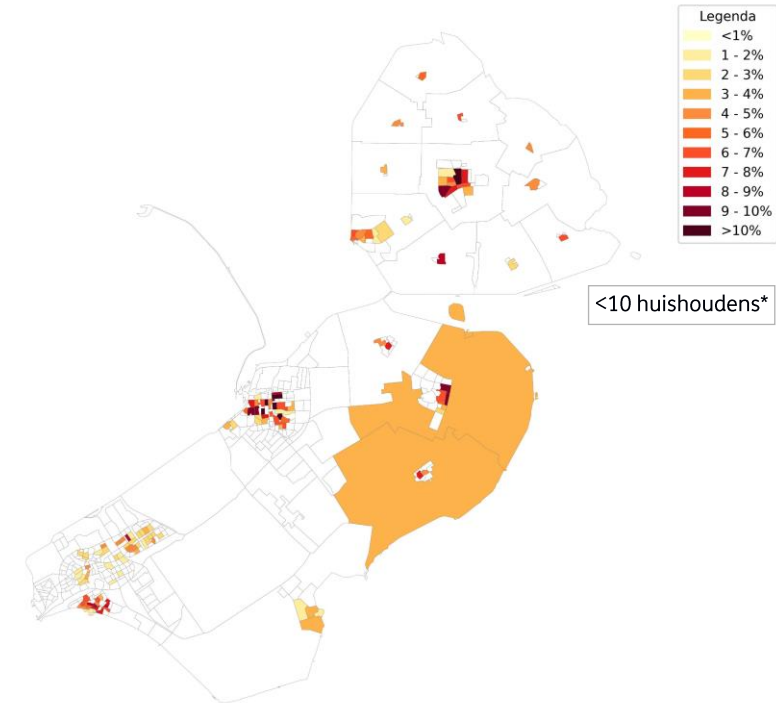 Legenda
<1%
1 - 2%
2 - 3%
3 - 4%
4 - 5%
5 - 6%
6 - 7%
7 - 8%
8 - 9%
9 - 10%
>10%
<10 huishoudens*